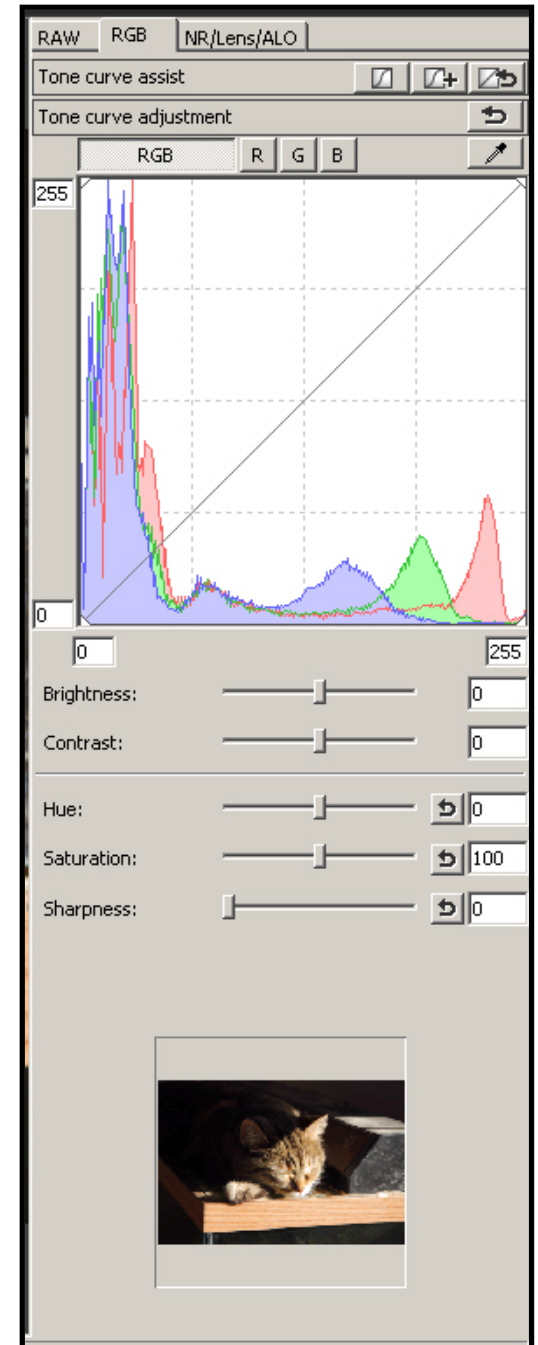 RAW RGB NR/Lens/ALO
Tone curve assist
Tone curve adjustment
RGB R G B
255
0
0 255
Brightness: 0
Contrast: 0
Hue: 0
Saturation: 100
Sharpness: 0